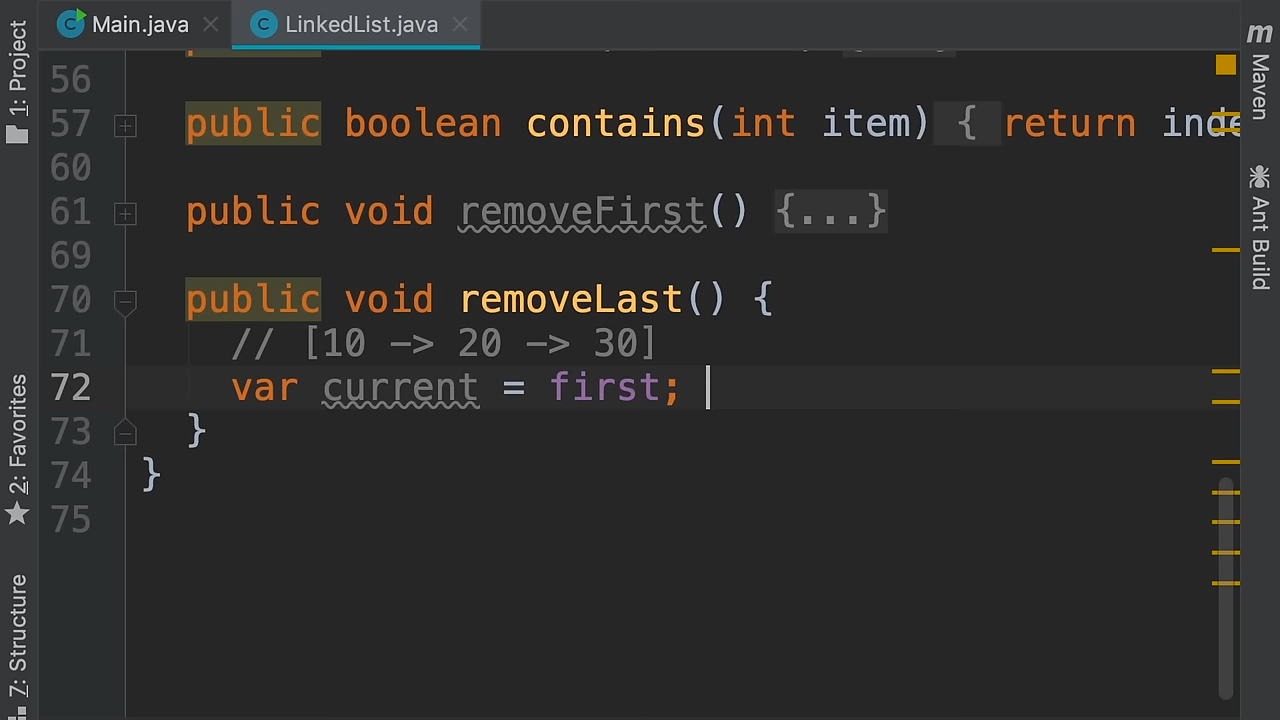 Main.java
LinkedList.java
1: Project
2: Favorites
7: Structure
m Maven
Ant Build
56
57 public boolean contains(int item) { return inde
60
61 public void removeFirst() {...}
69
70 public void removeLast() {
71 // [10 -> 20 -> 30]
72 var current = first;
73 }
74 }
75